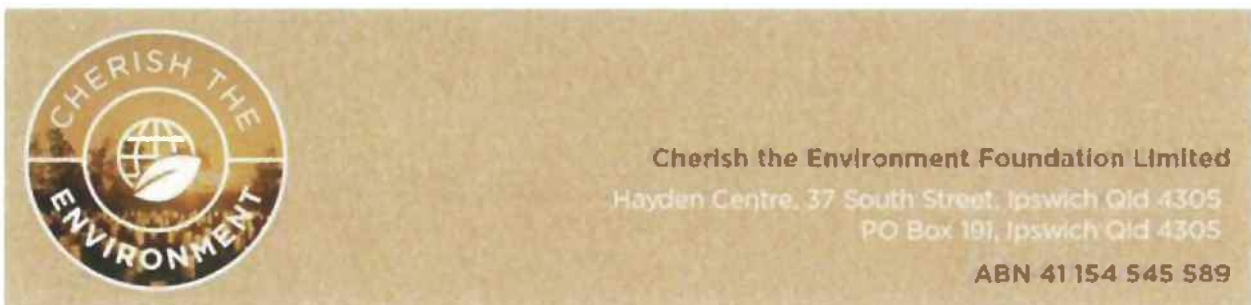 CHERISH THE
ENVIRONMENT
Cherish the Environment Foundation Limited
Hayden Centre, 37 South Street, Ipswich Qld 4305
PO Box 191, Ipswich Qld 4305
ABN 41 154 545 589